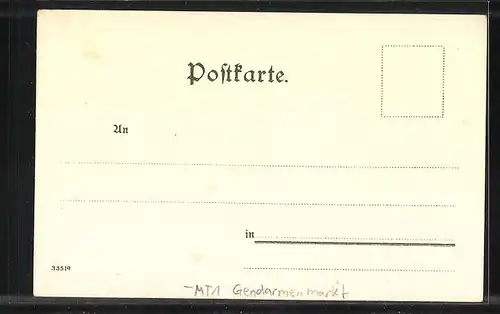 Poſtkarte.
An
in
33519
-MT1 Gendarmenmarkt